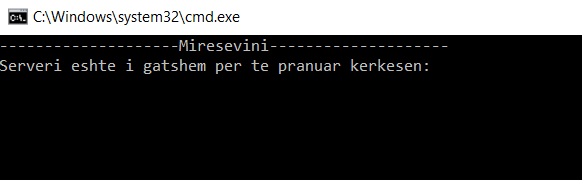 C:\Windows\system32\cmd.exe
--------------------Miresevini--------------------
Serveri eshte i gatshem per te pranuar kerkesen: